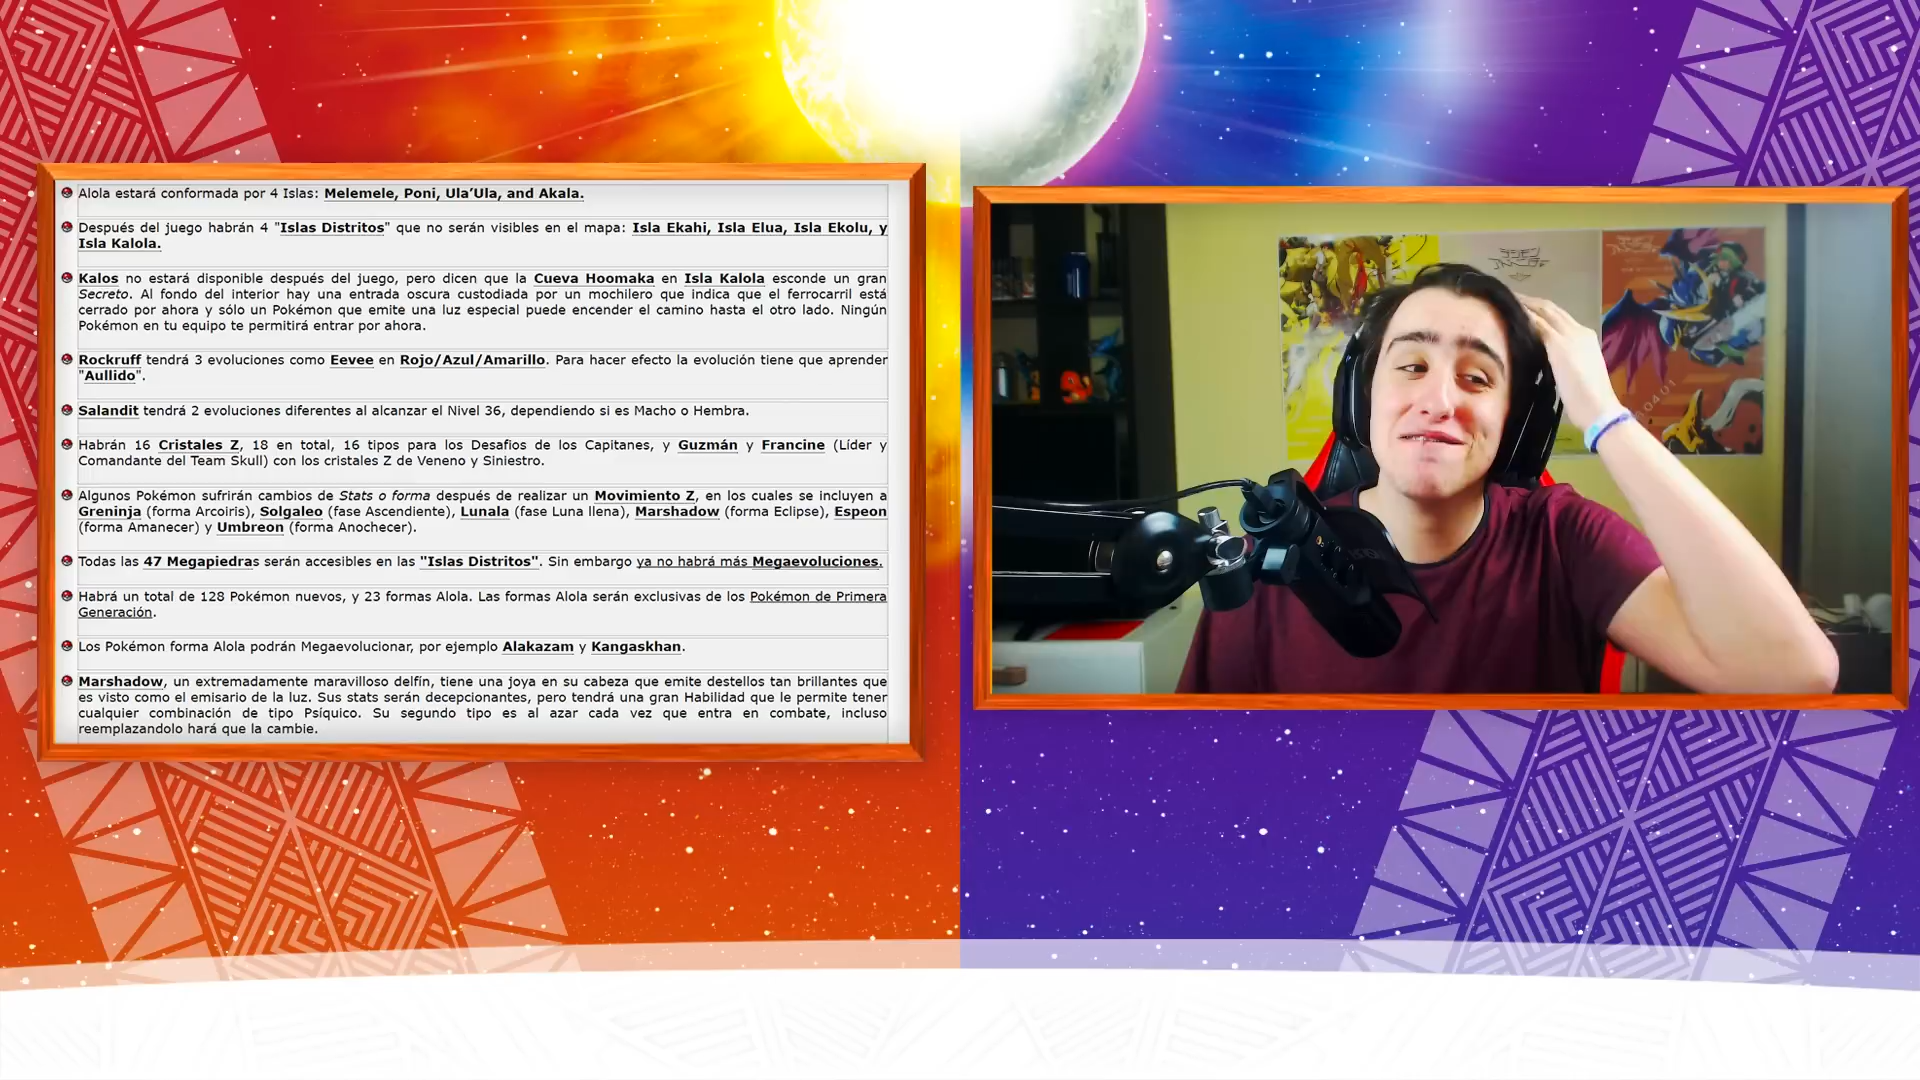 Alola estará conformada por 4 Islas: Melemele, Poni, Ula’Ula, and Akala.
Después del juego habrán 4 "Islas Distritos" que no serán visibles en el mapa: Isla Ekahi, Isla Elua, Isla Ekolu, y
Isla Kalola.
Kalos no estará disponible después del juego, pero dicen que la Cueva Hoomaka en Isla Kalola esconde un gran
Secreto. Al fondo del interior hay una entrada oscura custodiada por un mochilero que indica que el ferrocarril está
cerrado por ahora y sólo un Pokémon que emite una luz especial puede encender el camino hasta el otro lado. Ningún
Pokémon en tu equipo te permitirá entrar por ahora.
Rockruff tendrá 3 evoluciones como Eevee en Rojo/Azul/Amarillo. Para hacer efecto la evolución tiene que aprender
"Aullido".
Salandit tendrá 2 evoluciones diferentes al alcanzar el Nivel 36, dependiendo si es Macho o Hembra.
Habrán 16 Cristales Z, 18 en total, 16 tipos para los Desafíos de los Capitanes, y Guzmán y Francine (Líder y
Comandante del Team Skull) con los cristales Z de Veneno y Siniestro.
Algunos Pokémon sufrirán cambios de Stats o forma después de realizar un Movimiento Z, en los cuales se incluyen a
Greninja (forma Arcoiris), Solgaleo (fase Ascendiente), Lunala (fase Luna llena), Marshadow (forma Eclipse), Espeon
(forma Amanecer) y Umbreon (forma Anochecer).
Todas las 47 Megapiedras serán accesibles en las "Islas Distritos". Sin embargo ya no habrá más Megaevoluciones.
Habrá un total de 128 Pokémon nuevos, y 23 formas Alola. Las formas Alola serán exclusivas de los Pokémon de Primera
Generación.
Los Pokémon forma Alola podrán Megaevolucionar, por ejemplo Alakazam y Kangaskhan.
Marshadow, un extremadamente maravilloso delfín, tiene una joya en su cabeza que emite destellos tan brillantes que
es visto como el emisario de la luz. Sus stats serán decepcionantes, pero tendrá una gran Habilidad que le permite tener
cualquier combinación de tipo Psíquico. Su segundo tipo es al azar cada vez que entra en combate, incluso
reemplazandolo hará que la cambie.